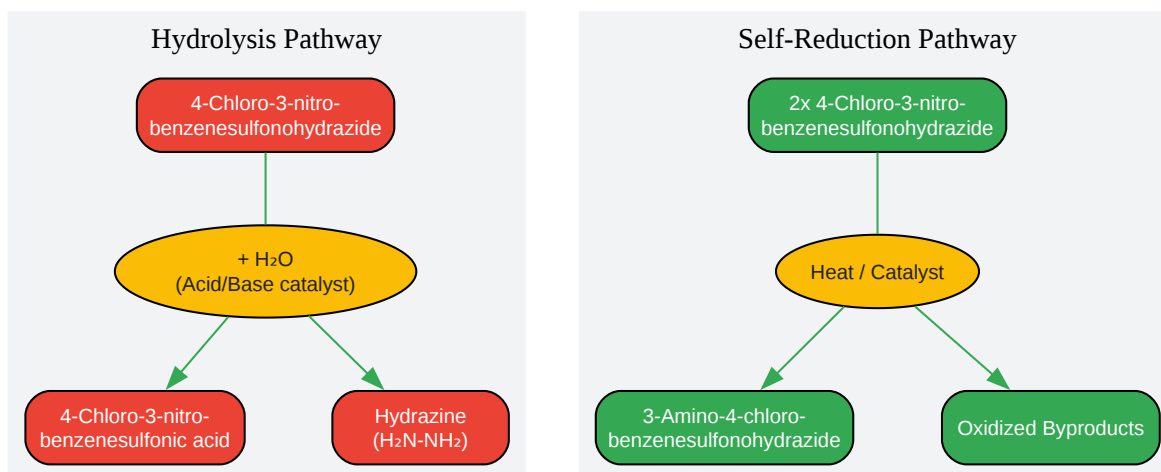 Hydrolysis Pathway
4-Chloro-3-nitro-
benzenesulfonohydrazide
+ H₂O
(Acid/Base catalyst)
4-Chloro-3-nitro-
benzenesulfonic acid
Hydrazine
(H₂N-NH₂)
Self-Reduction Pathway
2x 4-Chloro-3-nitro-
benzenesulfonohydrazide
Heat / Catalyst
3-Amino-4-chloro-
benzenesulfonohydrazide
Oxidized Byproducts